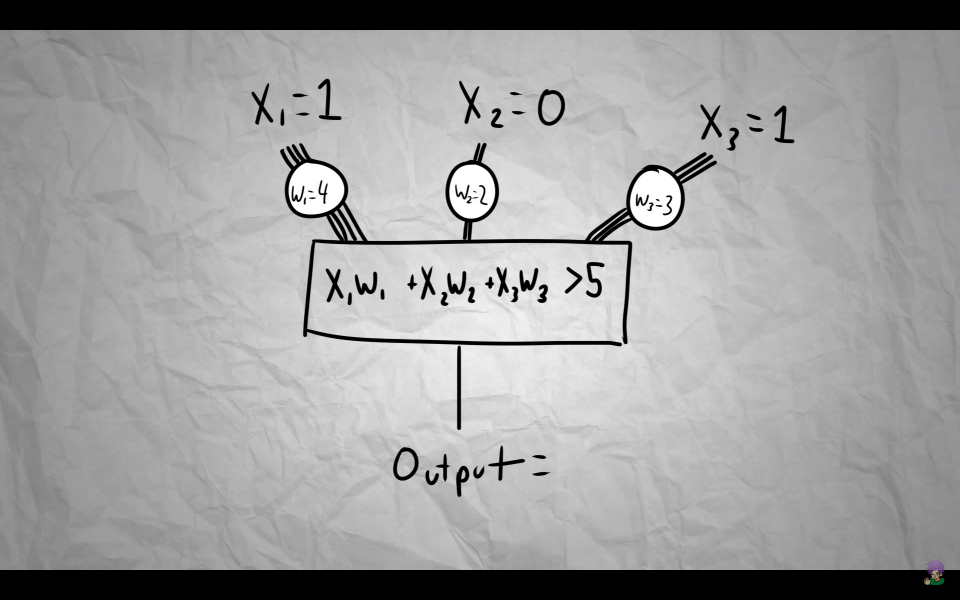 X₁=1
X₂=0
X₃=1
W₁=4
W₂=2
W₃=3
X₁W₁ +X₂W₂+X₃W₃ >5
Output=